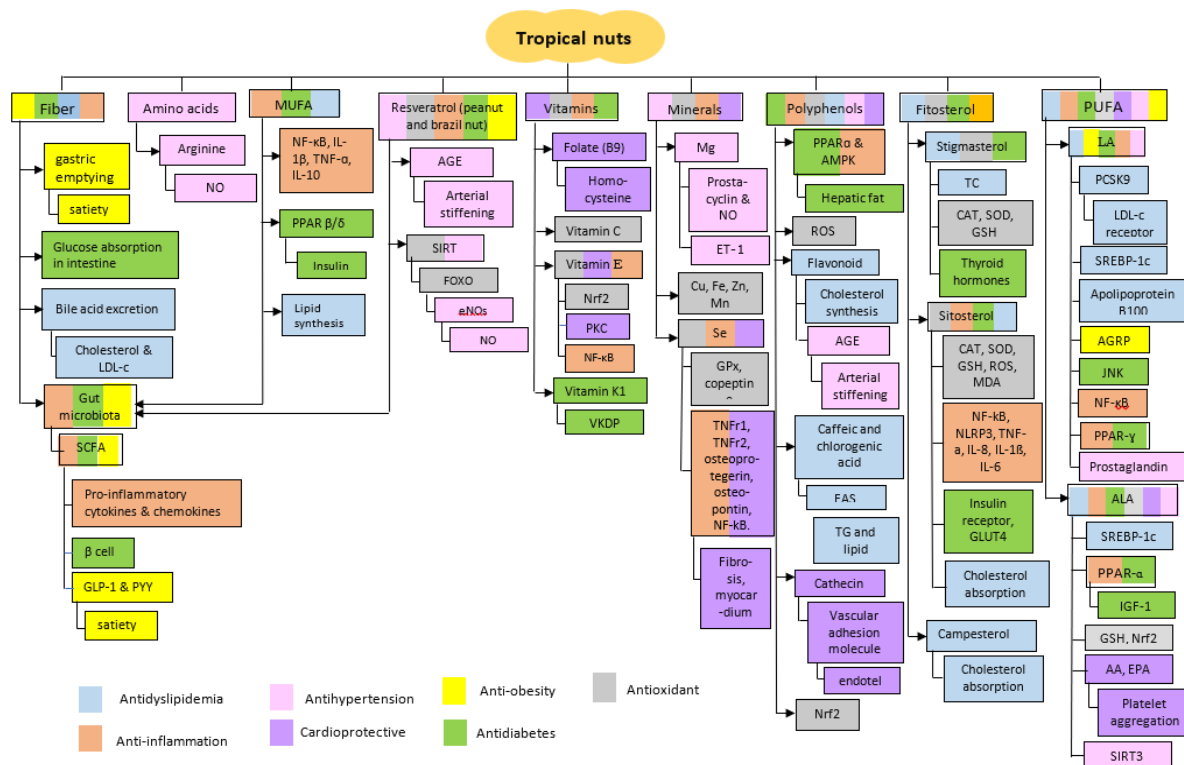 Tropical nuts
Fiber
gastric
emptying
satiety
Glucose absorption
in intestine
Bile acid excretion
Cholesterol &
LDL-c
Gut
microbiota
SCFA
Pro-inflammatory
cytokines & chemokines
β cell
GLP-1 & PYY
satiety
Amino acids
Arginine
NO
MUFA
NF-κB, IL-
1β, TNF-α,
IL-10
PPAR β/δ
Insulin
Lipid
synthesis
Resveratrol (peanut
and brazil nut)
AGE
Arterial
stiffening
SIRT
FOXO
eNOs
NO
Vitamins
Folate (B9)
Homo-
cysteine
Vitamin C
Vitamin E
Nrf2
PKC
NF-κB
Vitamin K1
VKDP
Minerals
Mg
Prosta-
cyclin &
NO
ET-1
Cu, Fe, Zn,
Mn
Se
GPx,
copeptin
TNFr1,
TNFr2,
osteopro-
tegerin,
osteo-
pontin,
NF-kB.
Fibro-
sis,
myocar
-dium
Polyphenols
PPARα &
AMPK
Hepatic fat
ROS
Flavonoid
Cholesterol
synthesis
AGE
Arterial
stiffening
Caffeic and
chlorogenic
acid
FAS
TG and
lipid
Cathecin
Vascular
adhesion
molecule
endotel
Nrf2
Fitosterol
Stigmasterol
TC
CAT, SOD,
GSH
Thyroid
hormones
Sitosterol
CAT, SOD,
GSH, ROS,
MDA
NF-kB,
NLRP3, TNF-
a, IL-8, IL-1ß,
IL-6
Insulin
receptor,
GLUT4
Cholesterol
absorption
Campesterol
Cholesterol
absorption
PUFA
LA
PCSK9
LDL-c
receptor
SREBP-1c
Apolipoprotein
B100
AGRP
JNK
NF-κB
PPAR-γ
Prostaglandin
ALA
SREBP-1c
PPAR-α
IGF-1
GSH, Nrf2
AA, EPA
Platelet
aggregation
SIRT3
Antidyslipidemia
Antihypertension
Anti-obesity
Antioxidant
Anti-inflammation
Cardioprotective
Antidiabetes